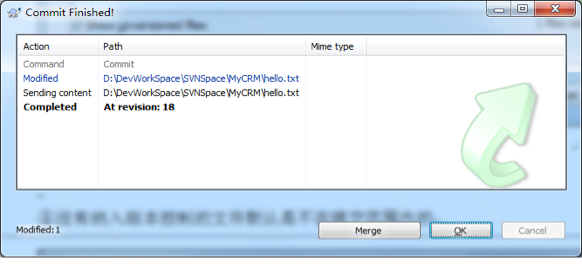 Commit Finished!
Action Path Mime type
Command Commit
Modified D:\DevWorkSpace\SVNSpace\MyCRM\hello.txt
Sending content D:\DevWorkSpace\SVNSpace\MyCRM\hello.txt
Completed At revision: 18
Modified:1 Merge OK Cancel